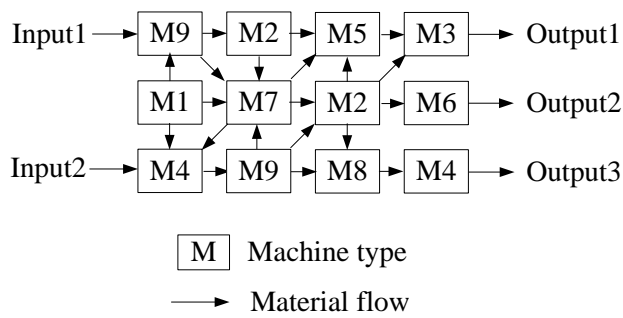 Input1 M9 M2 M5 M3 Output1
M1 M7 M2 M6 Output2
Input2 M4 M9 M8 M4 Output3
M Machine type
Material flow